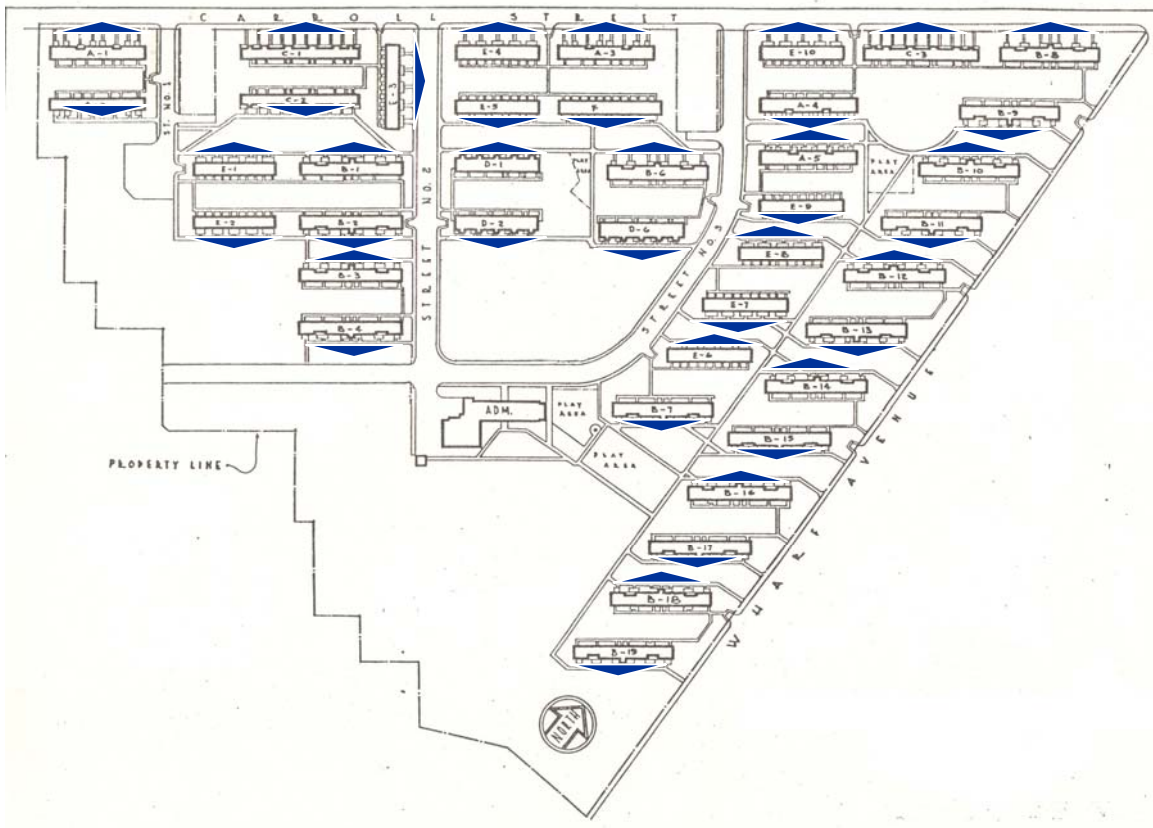 CARROLL STREET
A-1
C-1
E-4
A-3
E-10
C-3
B-8
ST. NO.1
C-2
C-3
E-5
F
A-4
B-9
E-1
B-1
D-1
PLAY
AREA
B-6
A-5
PLAY
AREA
B-10
E-2
B-2
STREET NO.2
D-2
D-6
E-9
B-11
B-3
STREET NO.3
E-8
B-12
B-4
E-7
B-13
E-6
B-14
ADM.
PLAY
AREA
B-7
B-15
PROPERTY LINE
PLAY
AREA
B-16
WHARF AVENUE
B-17
B-18
B-19
NORTH